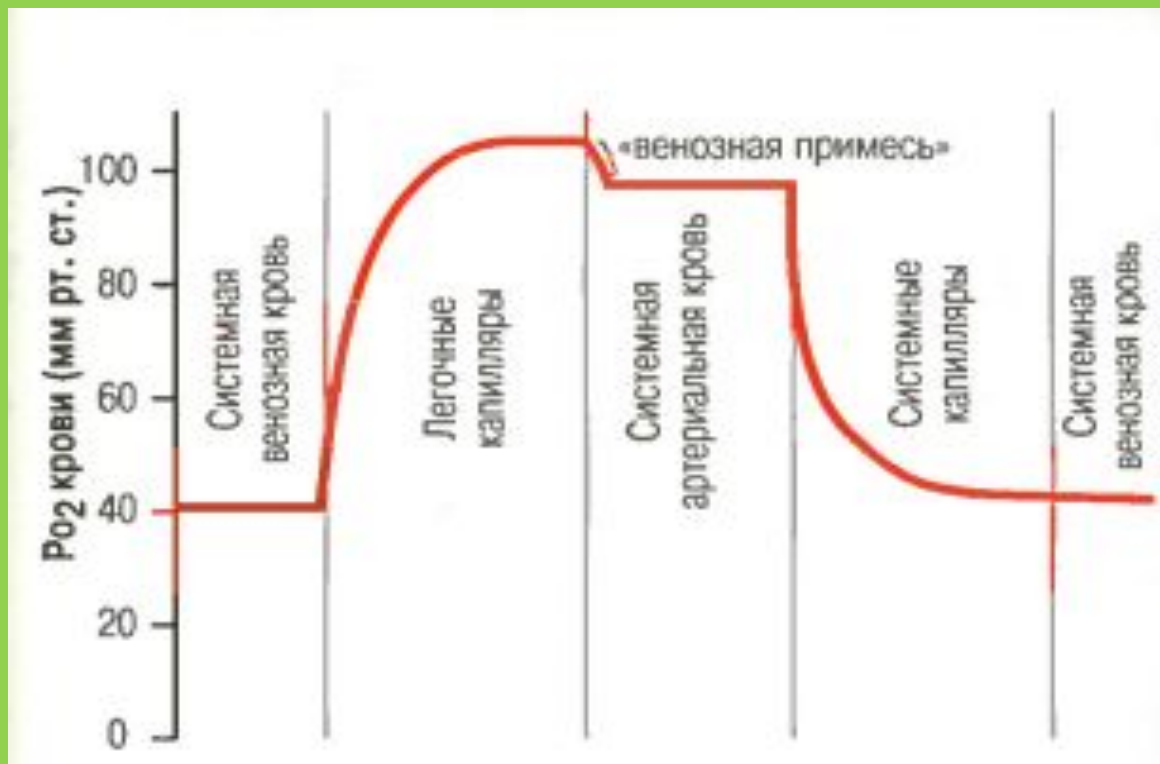 Po2 крови (мм рт. ст.)
100
80
60
40
20
0
Системная
венозная кровь
Легочные
капилляры
«венозная примесь»
Системная
артериальная кровь
Системные
капилляры
Системная
венозная кровь